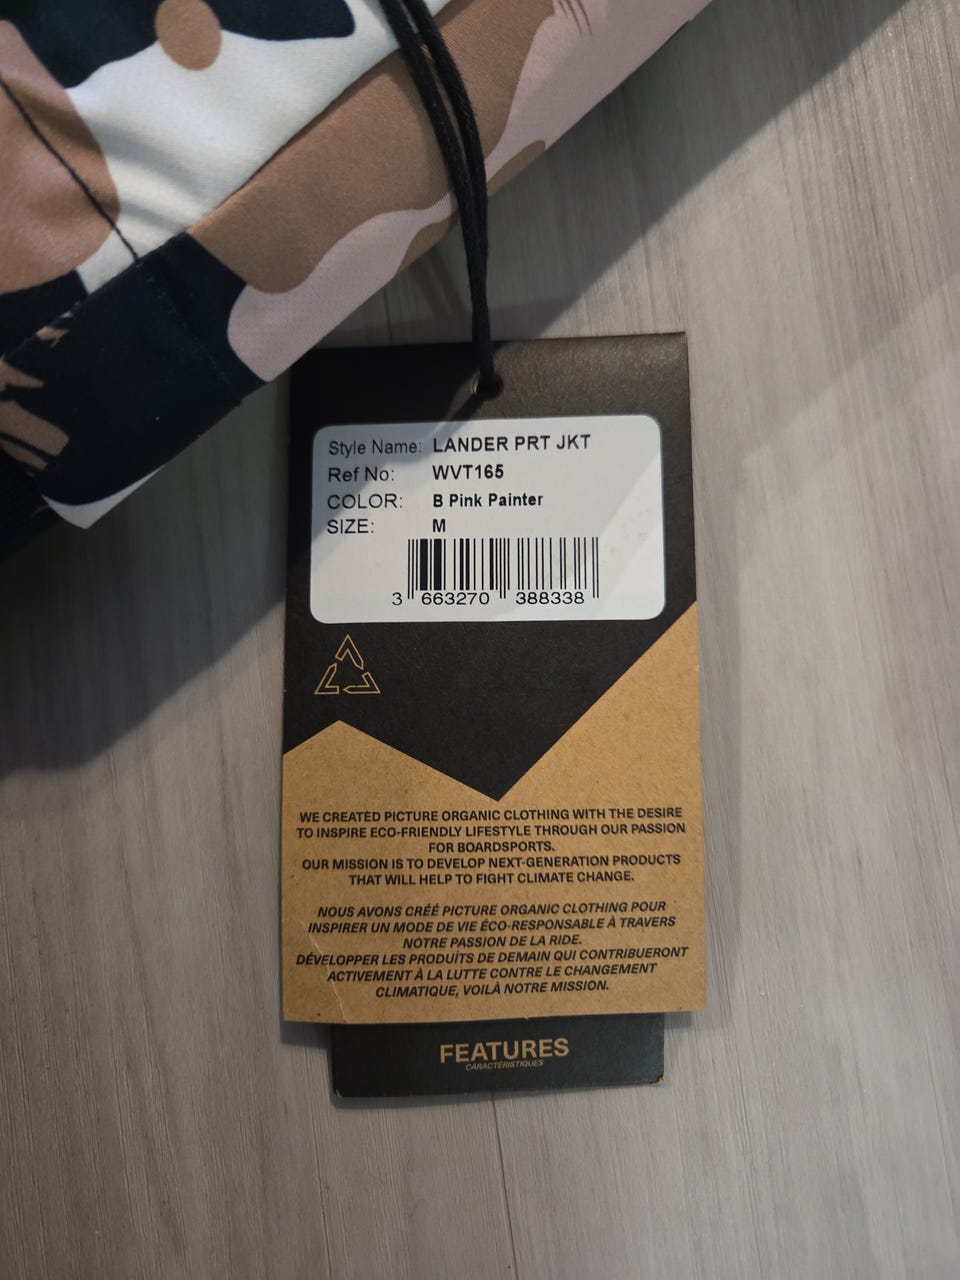 Style Name: LANDER PRT JKT
Ref No: WVT165
COLOR: B Pink Painter
SIZE: M
3 663270 388338
WE CREATED PICTURE ORGANIC CLOTHING WITH THE DESIRE
TO INSPIRE ECO-FRIENDLY LIFESTYLE THROUGH OUR PASSION
FOR BOARDSPORTS.
OUR MISSION IS TO DEVELOP NEXT-GENERATION PRODUCTS
THAT WILL HELP TO FIGHT CLIMATE CHANGE.
NOUS AVONS CRÉÉ PICTURE ORGANIC CLOTHING POUR
INSPIRER UN MODE DE VIE ÉCO-RESPONSABLE À TRAVERS
NOTRE PASSION DE LA RIDE.
DÉVELOPPER LES PRODUITS DE DEMAIN QUI CONTRIBUERONT
ACTIVEMENT À LA LUTTE CONTRE LE CHANGEMENT
CLIMATIQUE, VOILÀ NOTRE MISSION.
FEATURES
CARACTÉRISTIQUES